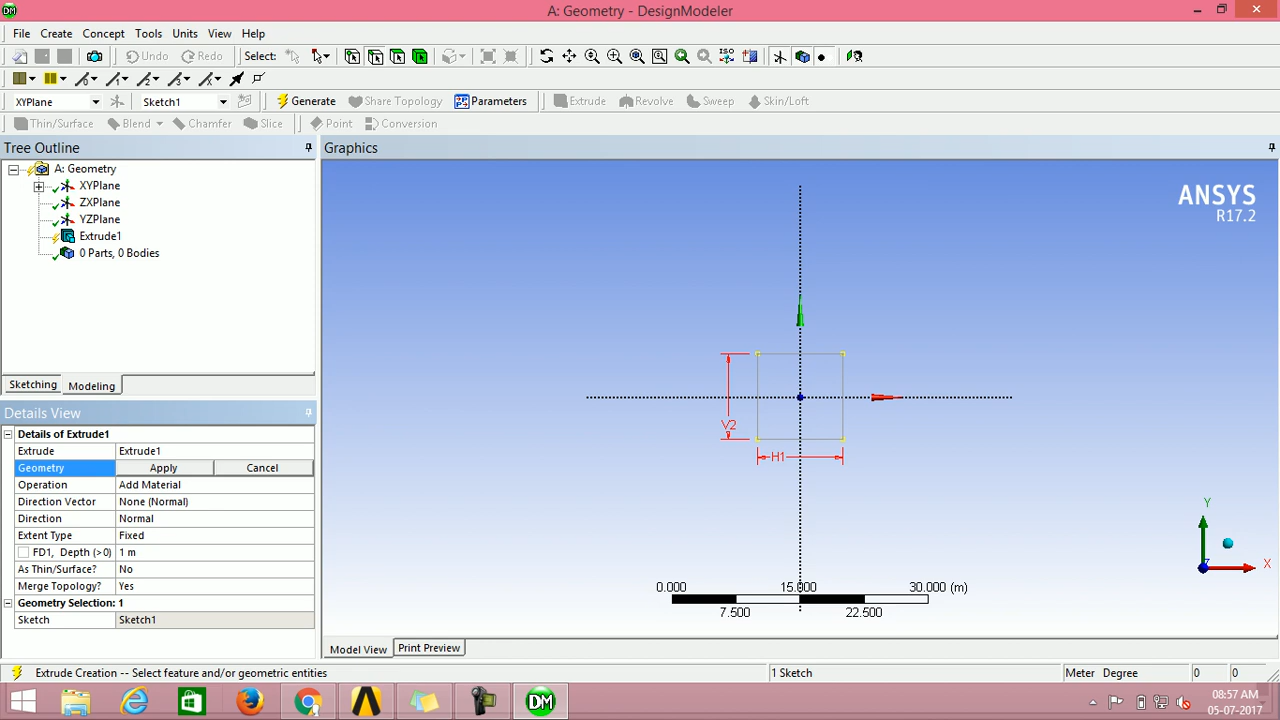 A: Geometry - DesignModeler
File Create Concept Tools Units View Help
Undo Redo Select: ISO
XYPlane Sketch1 Generate Share Topology Parameters Extrude Revolve Sweep Skin/Loft
Thin/Surface Blend Chamfer Slice Point Conversion
Tree Outline
A: Geometry
XYPlane
ZXPlane
YZPlane
Extrude1
0 Parts, 0 Bodies
Sketching Modeling
Details View
Details of Extrude1
Extrude Extrude1
Geometry Apply Cancel
Operation Add Material
Direction Vector None (Normal)
Direction Normal
Extent Type Fixed
FD1, Depth (>0) 1 m
As Thin/Surface? No
Merge Topology? Yes
Geometry Selection: 1
Sketch Sketch1
Graphics
ANSYS
R17.2
V2
H1
Y
X
Z
0.000 15.000 30.000 (m)
7.500 22.500
Model View Print Preview
Extrude Creation -- Select feature and/or geometric entities 1 Sketch Meter Degree 0 0
DM
08:57 AM
05-07-2017